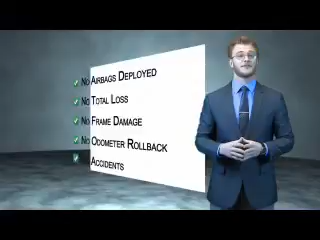 No Airbags Deployed
No Total Loss
No Frame Damage
No Odometer Rollback
Accidents